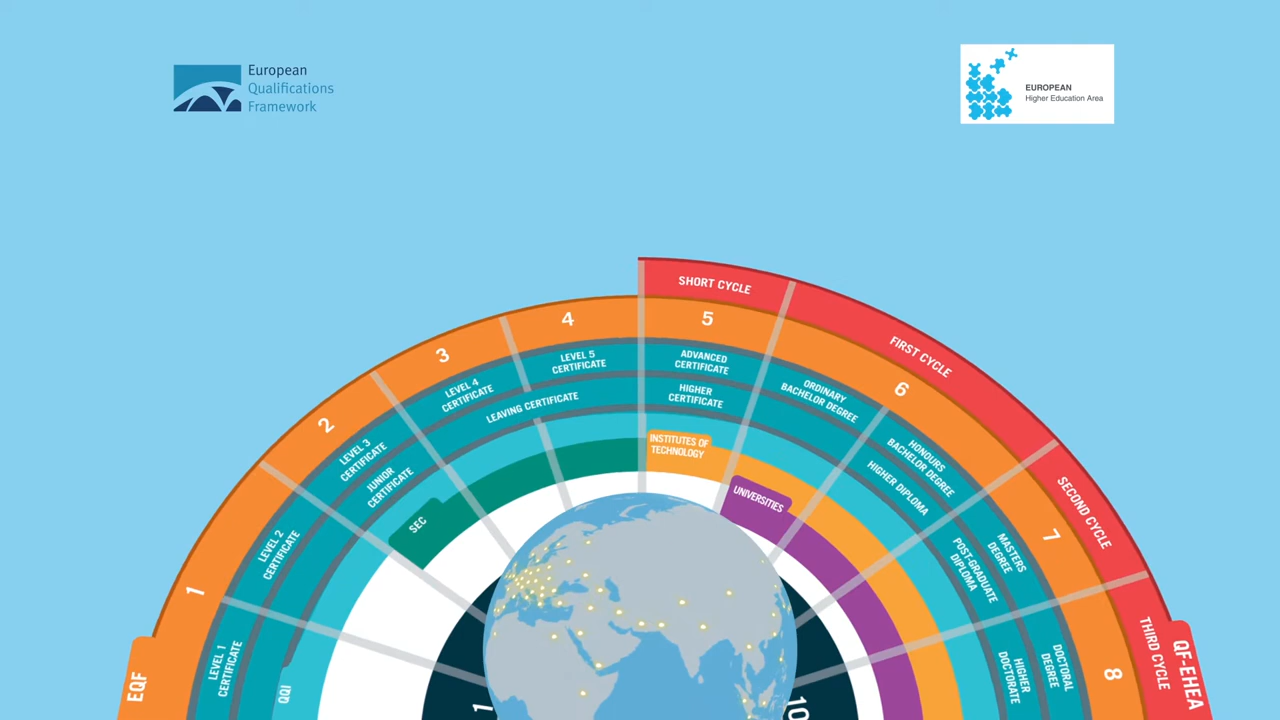 European
Qualifications
Framework
EUROPEAN
Higher Education Area
SHORT CYCLE
FIRST CYCLE
SECOND CYCLE
THIRD CYCLE
QF-EHEA
EQF
1
2
3
4
5
6
7
8
LEVEL 1
CERTIFICATE
LEVEL 2
CERTIFICATE
LEVEL 3
CERTIFICATE
LEVEL 4
CERTIFICATE
LEVEL 5
CERTIFICATE
ADVANCED
CERTIFICATE
ORDINARY
BACHELOR DEGREE
HONOURS
BACHELOR DEGREE
MASTERS
DEGREE
DOCTORAL
DEGREE
JUNIOR
CERTIFICATE
LEAVING CERTIFICATE
HIGHER
CERTIFICATE
HIGHER DIPLOMA
POST-GRADUATE
DIPLOMA
HIGHER
DOCTORATE
QQI
SEC
INSTITUTES OF
TECHNOLOGY
UNIVERSITIES
1
10